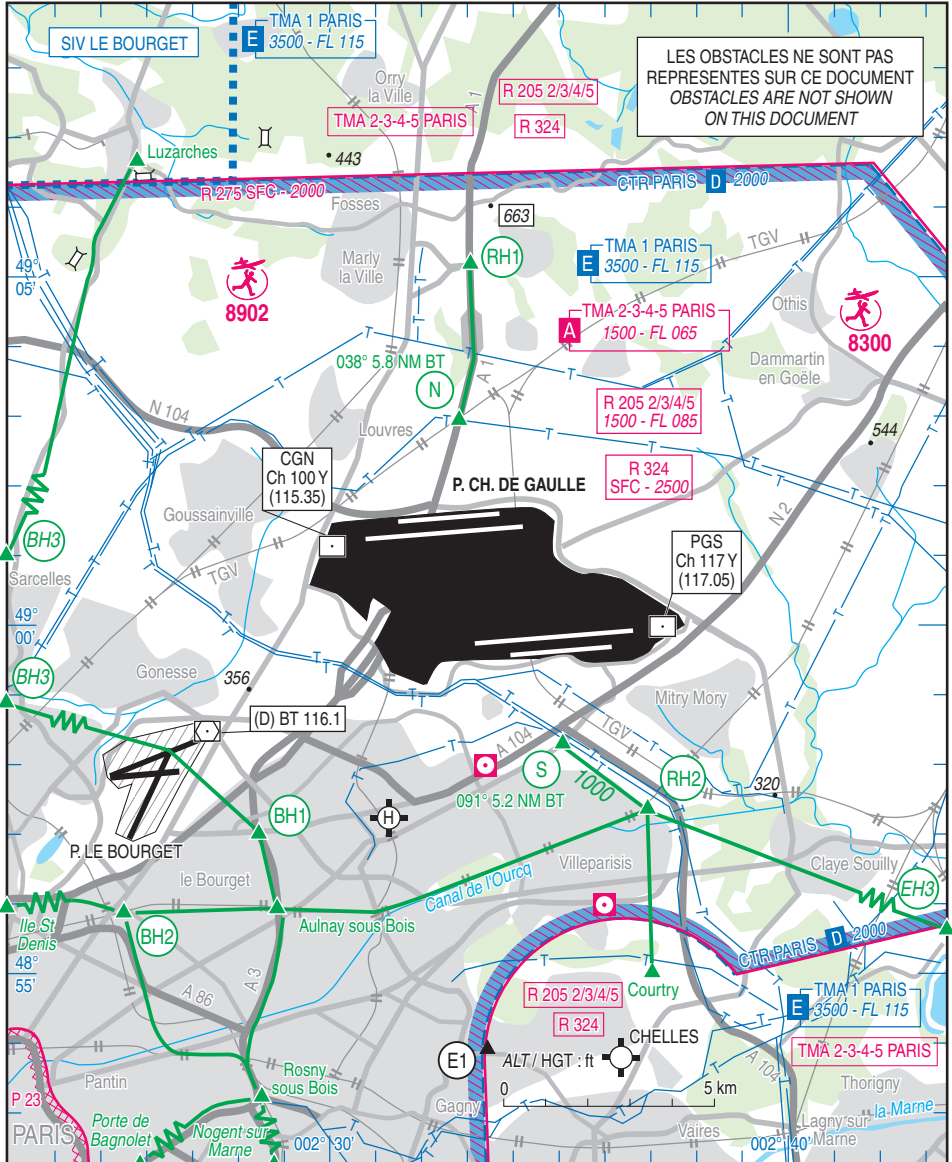 SIV LE BOURGET
E
TMA 1 PARIS
3500 - FL 115
LES OBSTACLES NE SONT PAS
REPRESENTES SUR CE DOCUMENT
OBSTACLES ARE NOT SHOWN
ON THIS DOCUMENT
Orry
la Ville
A 1
R 205 2/3/4/5
TMA 2-3-4-5 PARIS
R 324
Luzarches
443
R 275 SFC - 2000
CTR PARIS D 2000
Fosses
663
Marly
la Ville
RH1
E
TMA 1 PARIS
3500 - FL 115
TGV
49°
05'
8902
Othis
8300
A
TMA 2-3-4-5 PARIS
1500 - FL 065
038° 5.8 NM BT
N
A 1
Dammartin
en Goële
R 205 2/3/4/5
1500 - FL 085
N 104
Louvres
544
CGN
Ch 100 Y
(115.35)
P. CH. DE GAULLE
R 324
SFC - 2500
N 2
Goussainville
BH3
PGS
Ch 117 Y
(117.05)
Sarcelles
TGV
49°
00'
BH3
Gonesse
356
Mitry Mory
(D) BT 116.1
A 104
TGV
S
1000
RH2
091° 5.2 NM BT
320
BH1
H
P. LE BOURGET
Villeparisis
Claye Souilly
le Bourget
Canal de l'Ourcq
EH3
Ile St
Denis
BH2
Aulnay sous Bois
CTR PARIS D 2000
48°
55'
A 3
A 86
Courtry
R 205 2/3/4/5
R 324
E
TMA 1 PARIS
3500 - FL 115
TMA 2-3-4-5 PARIS
CHELLES
E1
ALT / HGT : ft
0
5 km
A 104
Pantin
Rosny
sous Bois
Thorigny
P 23
PARIS
Porte de
Bagnolet
Nogent sur
Marne
Gagny
la Marne
Vaires
Lagny sur
Marne
002° 30'
002° 40'